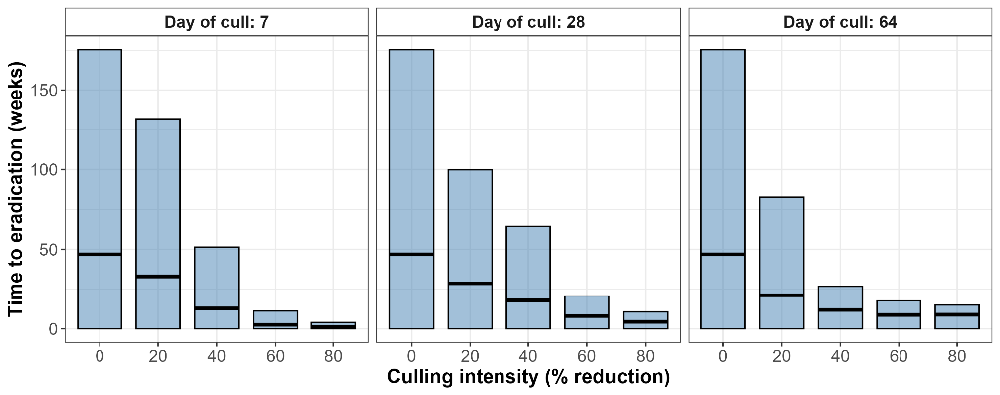 Day of cull: 7
Day of cull: 28
Day of cull: 64
Time to eradication (weeks)
150
100
50
0
0 20 40 60 80
0 20 40 60 80
0 20 40 60 80
Culling intensity (% reduction)